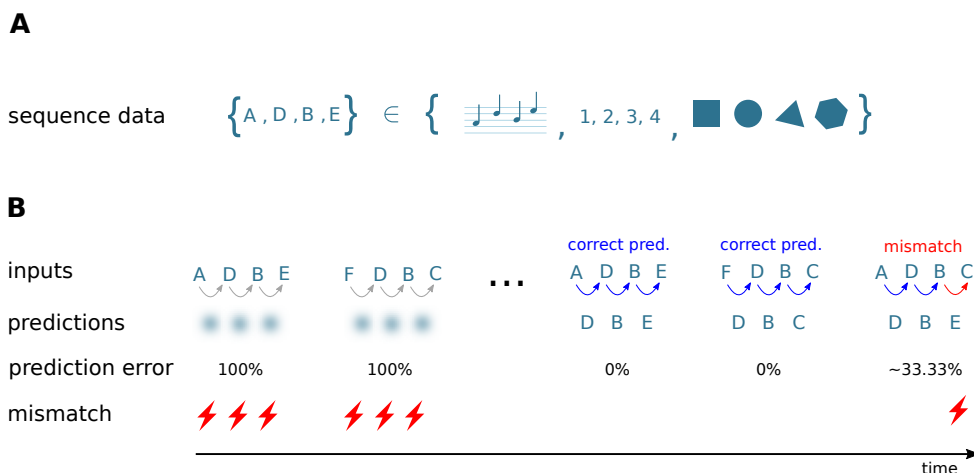 A
sequence data { A , D , B , E } ∈ { , 1, 2, 3, 4 , }
B
correct pred. correct pred. mismatch
inputs A D B E F D B C ... A D B E F D B C A D B C
predictions D B E D B C D B E
prediction error 100% 100% 0% 0% ~33.33%
mismatch
time